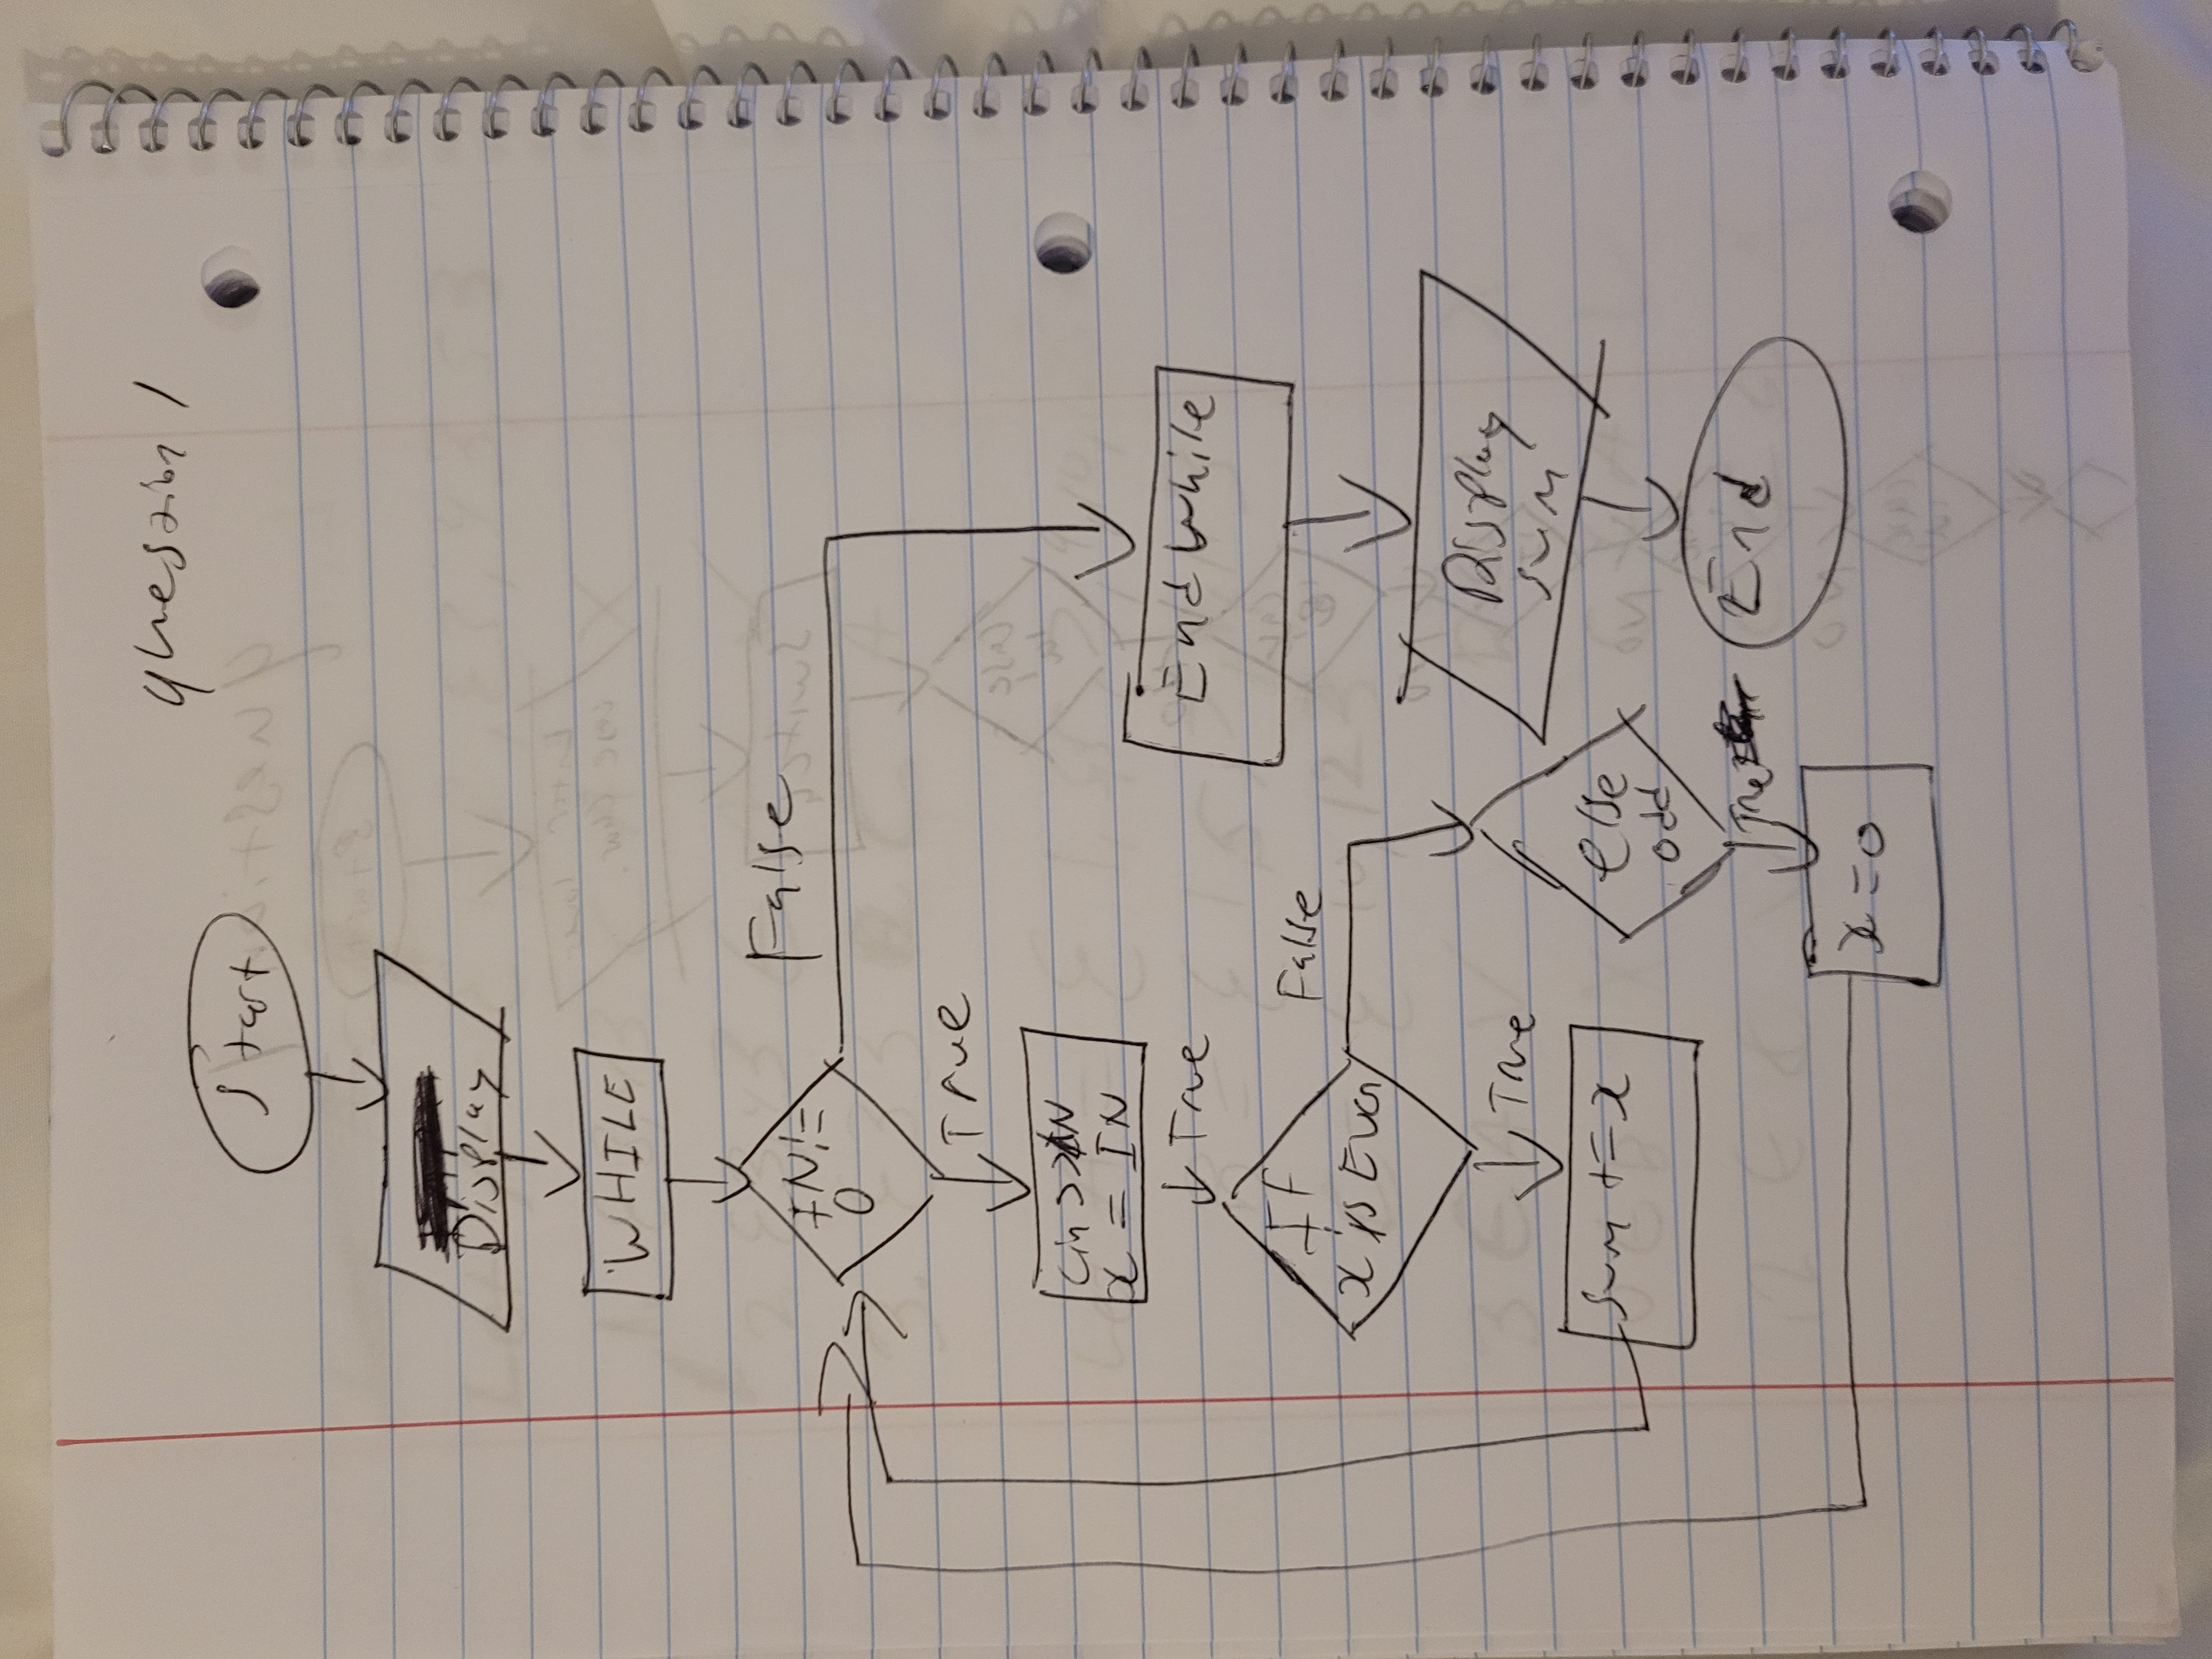 question 1
Start
Display
WHILE
IN !=
0
False
True
cin >> IN
x = IN
True
If
x is Even
False
True
sum += x
else
odd
True
x = 0
End while
Display
sum
End